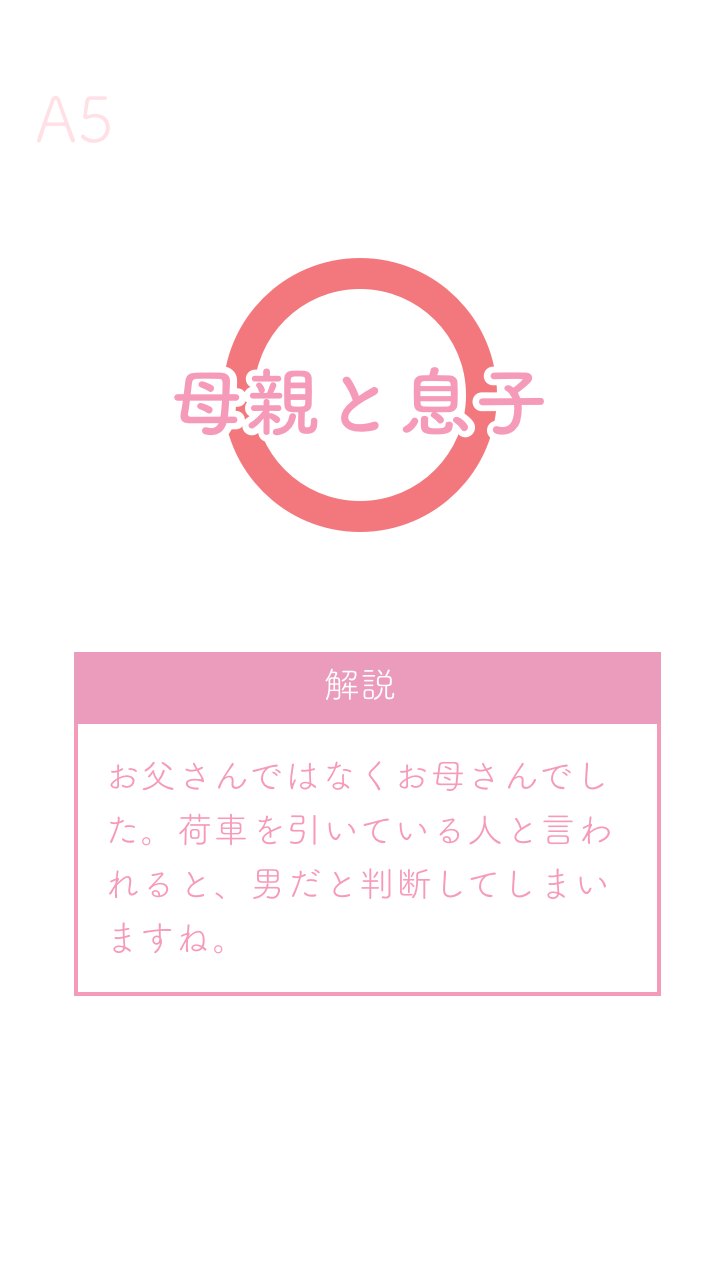 A5
母親と息子
解説
お父さんではなくお母さんでし
た。荷車を引いている人と言わ
れると、男だと判断してしまい
ますね。